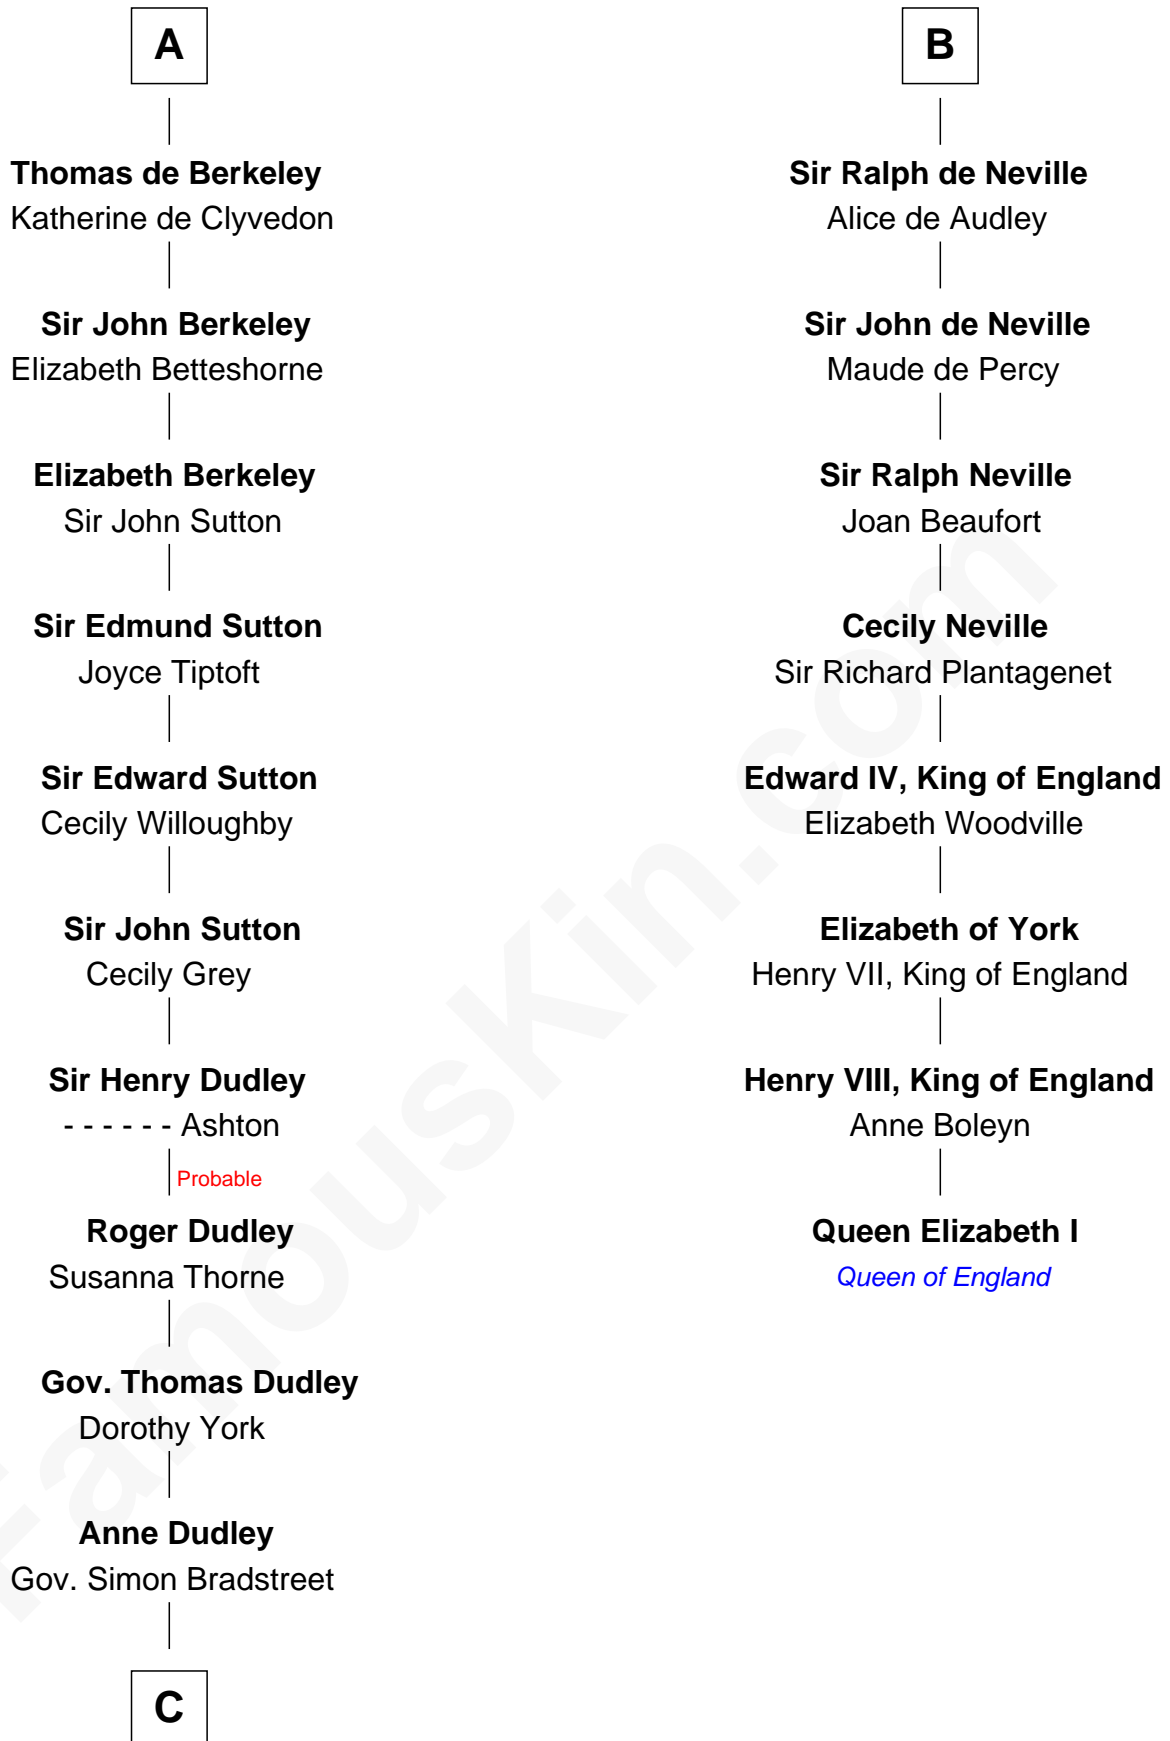 A
Thomas de Berkeley
Katherine de Clyvedon
Sir John Berkeley
Elizabeth Betteshorne
Elizabeth Berkeley
Sir John Sutton
Sir Edmund Sutton
Joyce Tiptoft
Sir Edward Sutton
Cecily Willoughby
Sir John Sutton
Cecily Grey
Sir Henry Dudley
- - - - - - Ashton
Probable
Roger Dudley
Susanna Thorne
Gov. Thomas Dudley
Dorothy York
Anne Dudley
Gov. Simon Bradstreet
C
B
Sir Ralph de Neville
Alice de Audley
Sir John de Neville
Maude de Percy
Sir Ralph Neville
Joan Beaufort
Cecily Neville
Sir Richard Plantagenet
Edward IV, King of England
Elizabeth Woodville
Elizabeth of York
Henry VII, King of England
Henry VIII, King of England
Anne Boleyn
Queen Elizabeth I
Queen of England
FamousKin.com